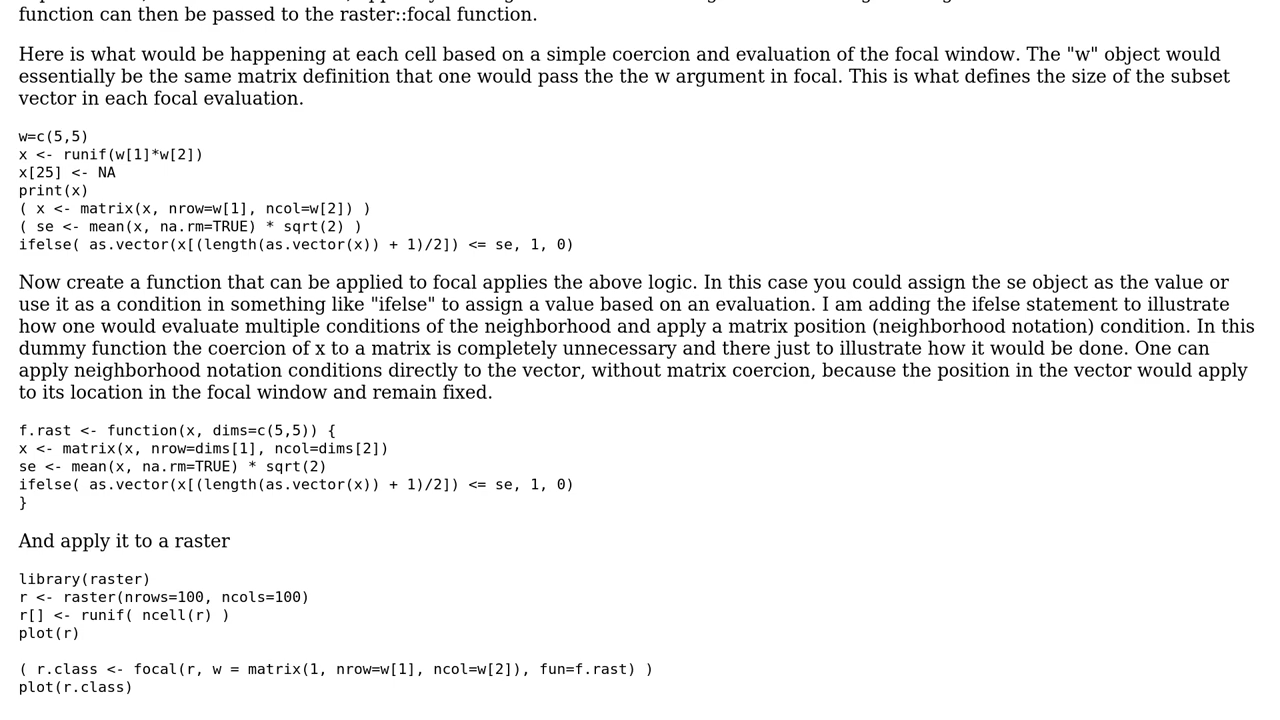 function can then be passed to the raster::focal function.
Here is what would be happening at each cell based on a simple coercion and evaluation of the focal window. The "w" object would
essentially be the same matrix definition that one would pass the the w argument in focal. This is what defines the size of the subset
vector in each focal evaluation.
w=c(5,5)
x <- runif(w[1]*w[2])
x[25] <- NA
print(x)
( x <- matrix(x, nrow=w[1], ncol=w[2]) )
( se <- mean(x, na.rm=TRUE) * sqrt(2) )
ifelse( as.vector(x[(length(as.vector(x)) + 1)/2]) <= se, 1, 0)
Now create a function that can be applied to focal applies the above logic. In this case you could assign the se object as the value or
use it as a condition in something like "ifelse" to assign a value based on an evaluation. I am adding the ifelse statement to illustrate
how one would evaluate multiple conditions of the neighborhood and apply a matrix position (neighborhood notation) condition. In this
dummy function the coercion of x to a matrix is completely unnecessary and there just to illustrate how it would be done. One can
apply neighborhood notation conditions directly to the vector, without matrix coercion, because the position in the vector would apply
to its location in the focal window and remain fixed.
f.rast <- function(x, dims=c(5,5)) {
x <- matrix(x, nrow=dims[1], ncol=dims[2])
se <- mean(x, na.rm=TRUE) * sqrt(2)
ifelse( as.vector(x[(length(as.vector(x)) + 1)/2]) <= se, 1, 0)
}
And apply it to a raster
library(raster)
r <- raster(nrows=100, ncols=100)
r[] <- runif( ncell(r) )
plot(r)
( r.class <- focal(r, w = matrix(1, nrow=w[1], ncol=w[2]), fun=f.rast) )
plot(r.class)